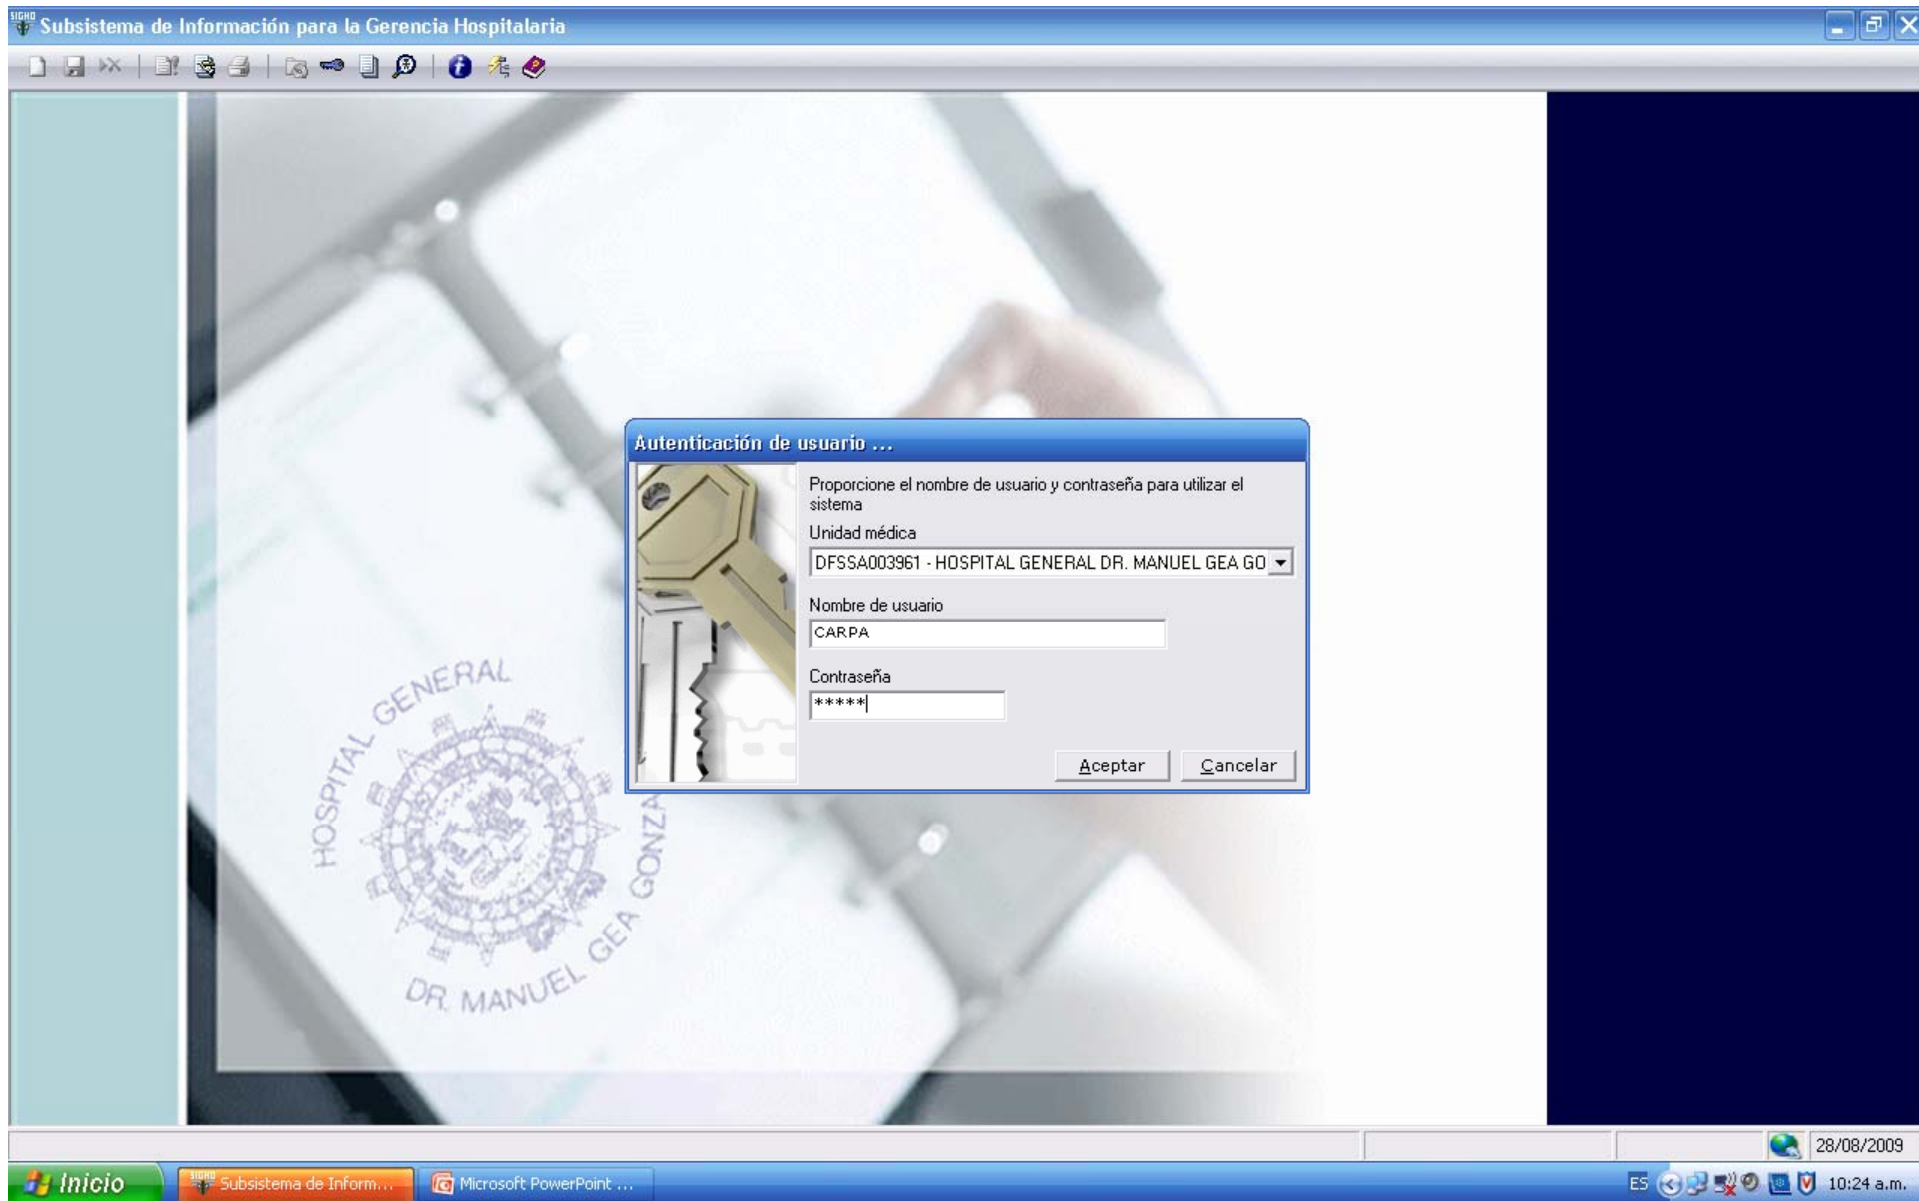 SIGHO
Subsistema de Información para la Gerencia Hospitalaria
Autenticación de usuario ...
Proporcione el nombre de usuario y contraseña para utilizar el
sistema
Unidad médica
DFSSA003961 - HOSPITAL GENERAL DR. MANUEL GEA GO
Nombre de usuario
CARPA
Contraseña
*****
Aceptar
Cancelar
HOSPITAL GENERAL
DR. MANUEL GEA GONZA
28/08/2009
Inicio
SIGHO
Subsistema de Inform...
Microsoft PowerPoint ...
ES
10:24 a.m.